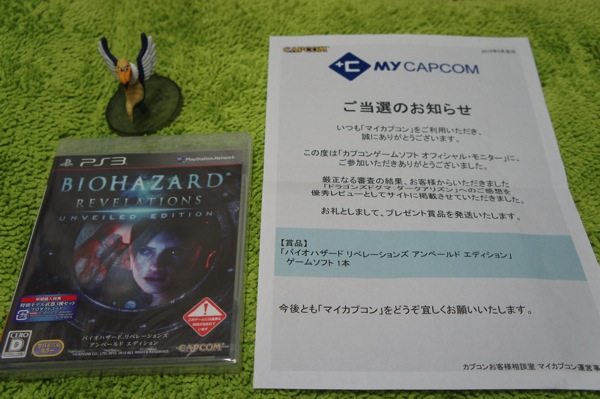 CAPCOM
MY CAPCOM
ご当選のお知らせ
いつも「マイカプコン」をご利用いただき、
誠にありがとうございます。
この度は「カプコンゲームソフト オフィシャル・モニター」に、
ご参加いただきありがとうございました。
厳正なる審査の結果、お客様からいただきました
「ドラゴンズドグマ：ダークアリズン」へのご感想を
優秀レビューとしてサイトに掲載させていただきました。
お礼としまして、プレゼント賞品を発送いたします。
【賞品】
「バイオハザード リベレーションズ アンベールド エディション」
ゲームソフト 1本
今後とも「マイカプコン」をどうぞ宜しくお願いいたします。
カプコンお客様相談室 マイカプコン運営事
PS3
PlayStation Network
BIOHAZARD
REVELATIONS
UNVEILED EDITION
バイオハザード リベレーションズ
アンベールド エディション
CERO
D
CAPCOM